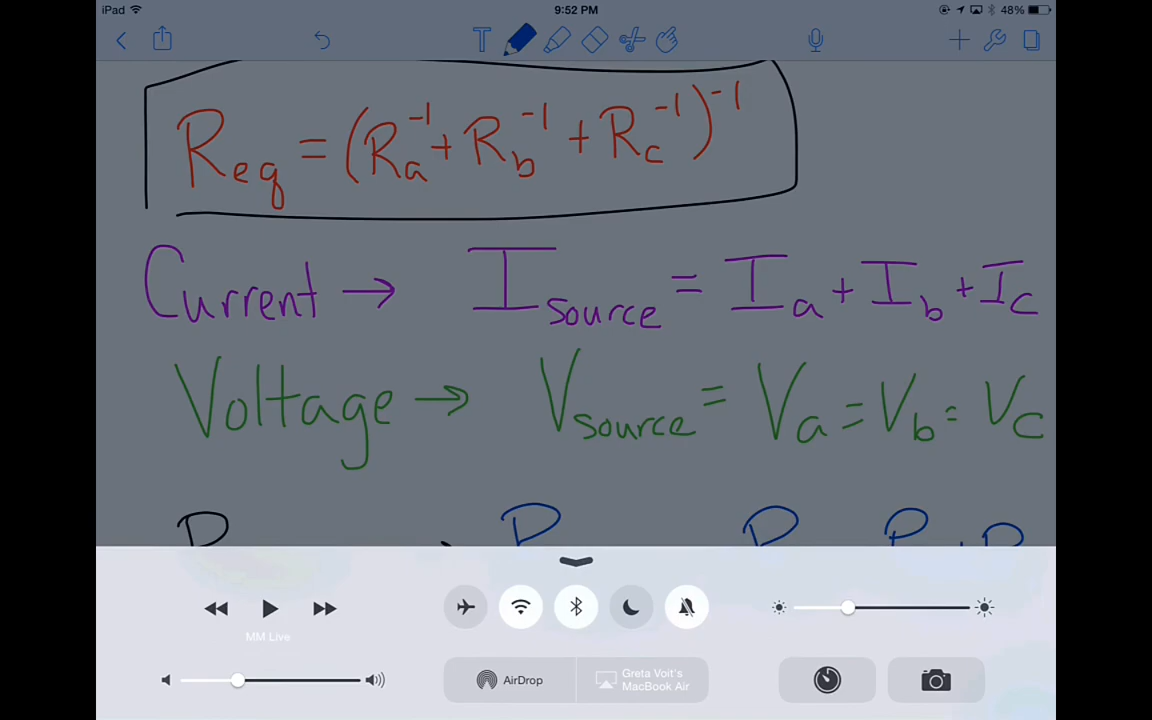 iPad 9:52 PM 48%
T
Req = (Ra⁻¹ + Rb⁻¹ + Rc⁻¹)⁻¹
Current → Isource = Ia + Ib + Ic
Voltage → Vsource = Va = Vb = Vc
MM Live
AirDrop
Greta Voit's
MacBook Air